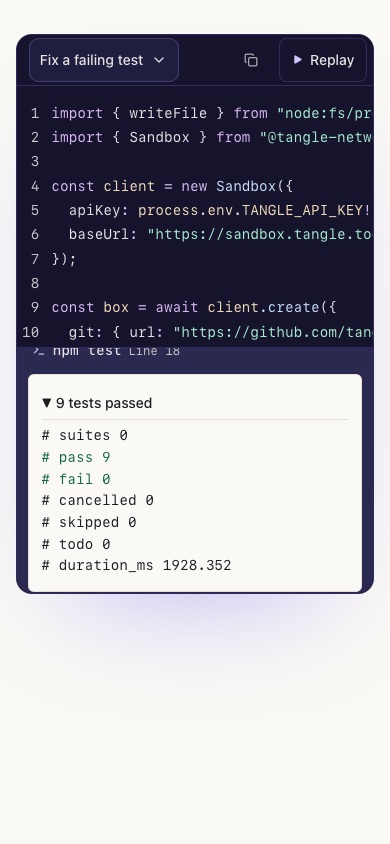 Fix a failing test
Replay
1 import { writeFile } from "node:fs/pr
2 import { Sandbox } from "@tangle-netw
3
4 const client = new Sandbox({
5 apiKey: process.env.TANGLE_API_KEY!
6 baseUrl: "https://sandbox.tangle.to
7 });
8
9 const box = await client.create({
10 git: { url: "https://github.com/tan
npm test Line 18
▼ 9 tests passed
# suites 0
# pass 9
# fail 0
# cancelled 0
# skipped 0
# todo 0
# duration_ms 1928.352